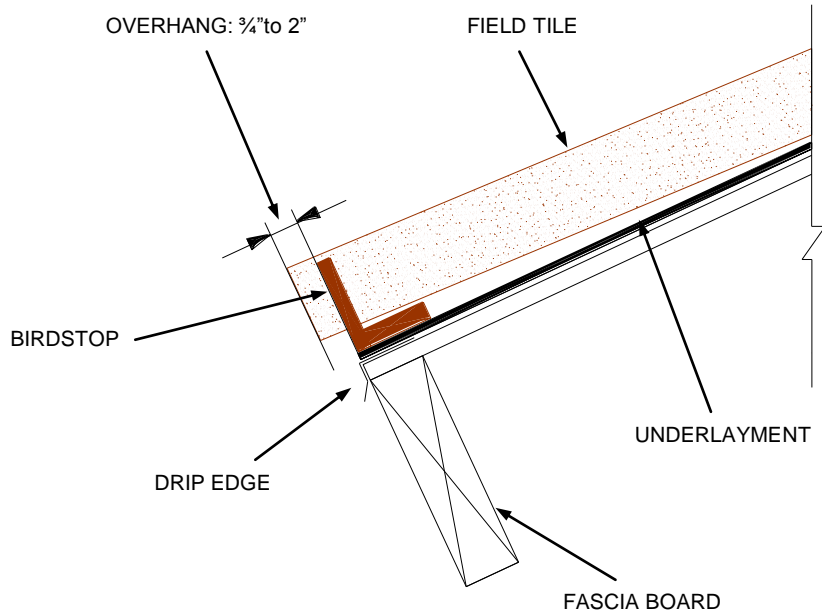 OVERHANG: ¾”to 2”
FIELD TILE
BIRDSTOP
UNDERLAYMENT
DRIP EDGE
FASCIA BOARD